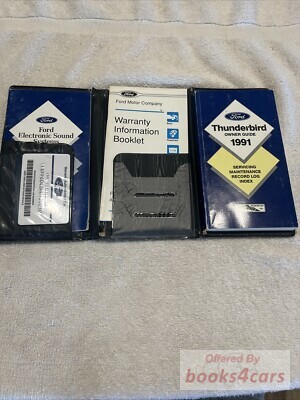 Ford
Ford
Electronic Sound
Systems
Ford
Ford Motor Company
Warranty
Information
Booklet
Ford
Thunderbird
OWNER GUIDE
1991
SERVICING
MAINTENANCE
RECORD LOG
INDEX
Offered By
books4cars